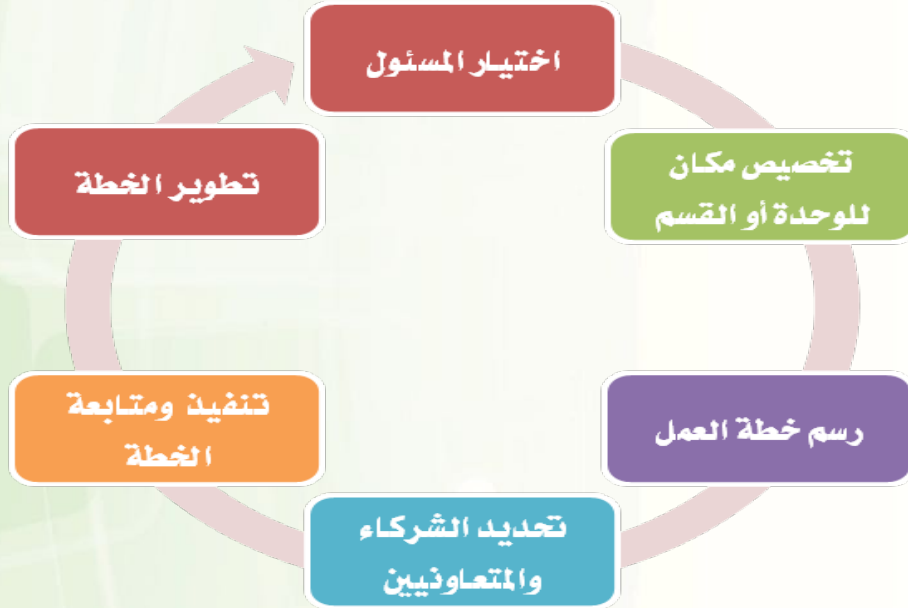 اختيار المسئول
تخصيص مكان
للوحدة أو القسم
رسم خطة العمل
تحديد الشركاء
والمتعاونيين
تنفيذ ومتابعة
الخطة
تطوير الخطة